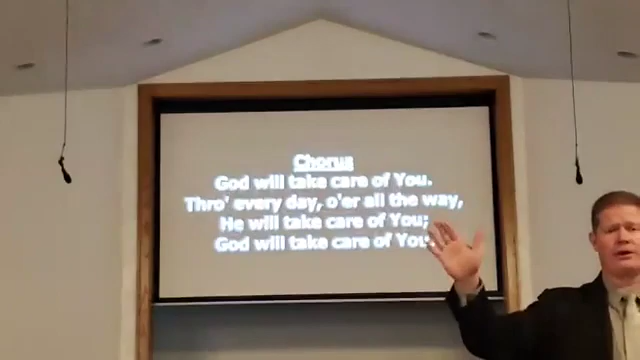 Chorus
God will take care of You.
Thro' every day, o'er all the way,
He will take care of You;
God will take care of You.